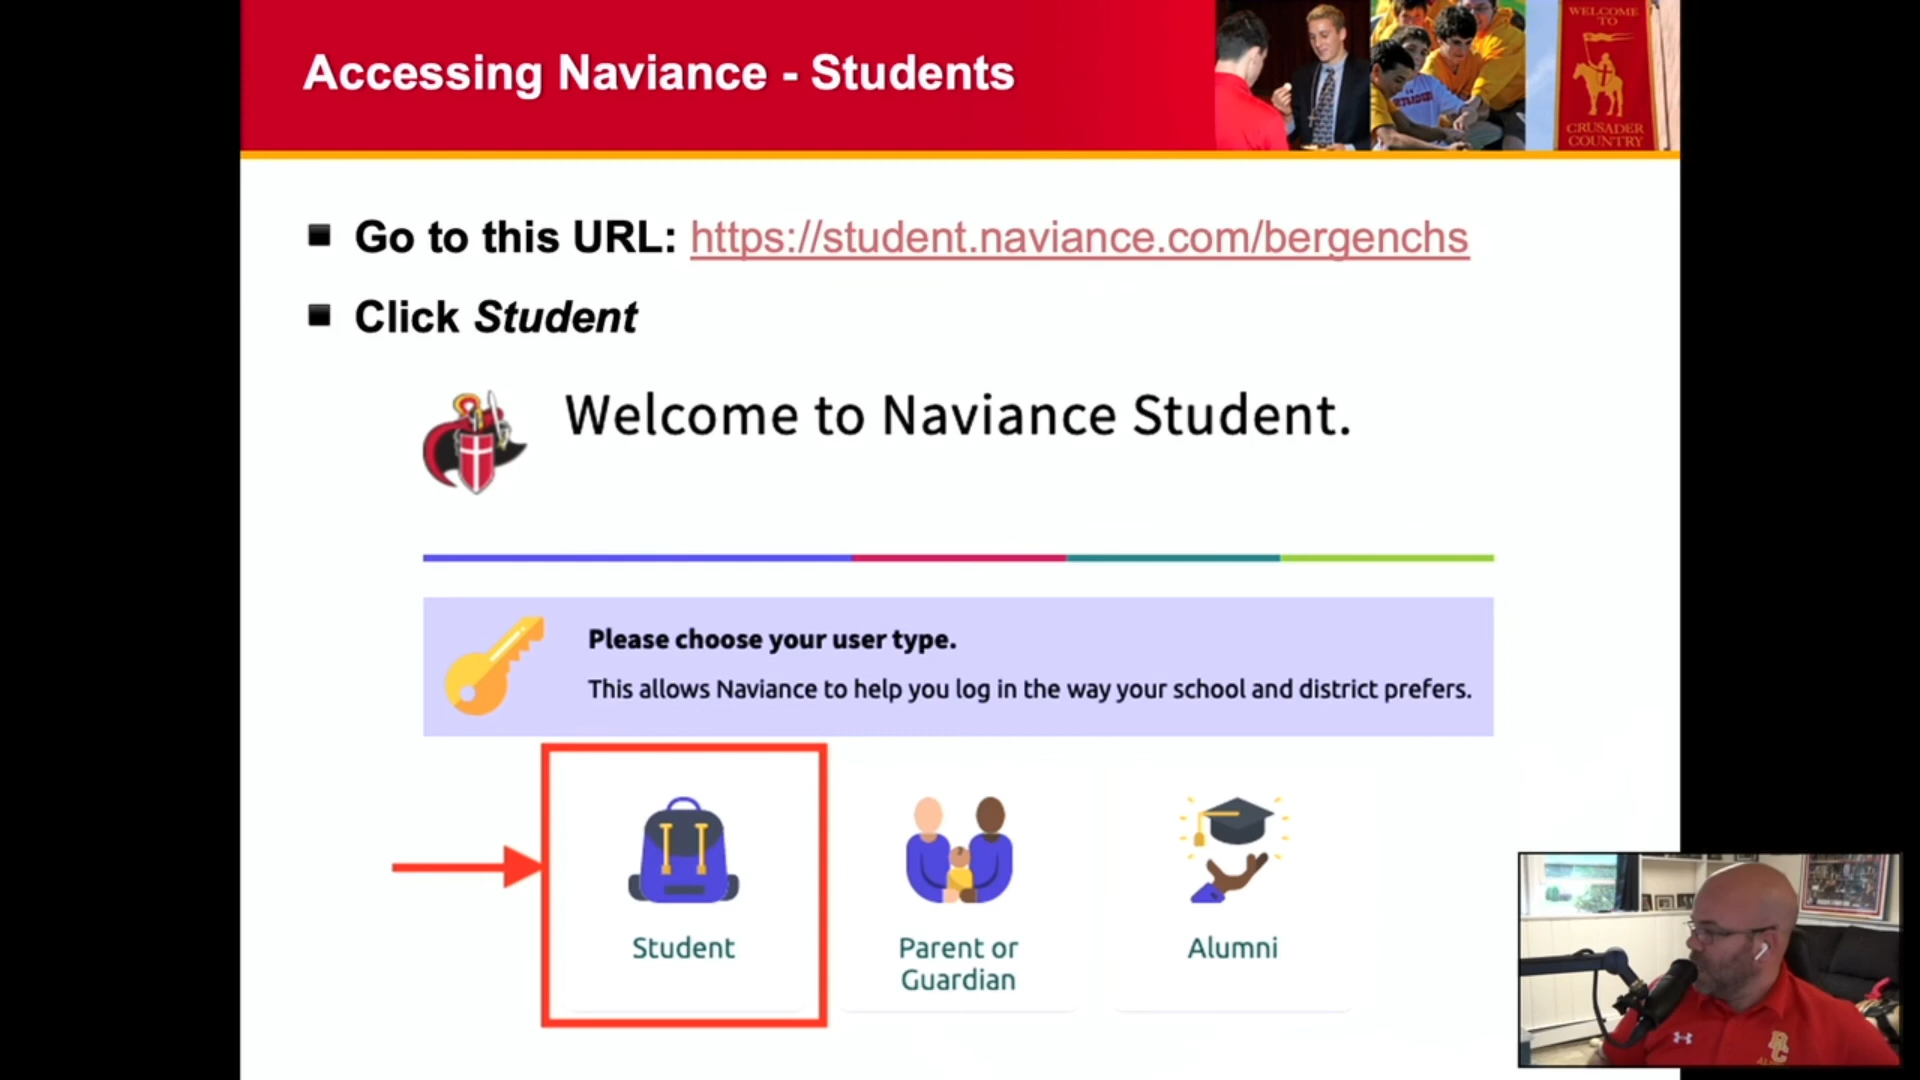 Accessing Naviance - Students
WELCOME
TO
CRUSADER
COUNTRY
Go to this URL: https://student.naviance.com/bergenchs
Click Student
Welcome to Naviance Student.
Please choose your user type.
This allows Naviance to help you log in the way your school and district prefers.
Student
Parent or
Guardian
Alumni
BC